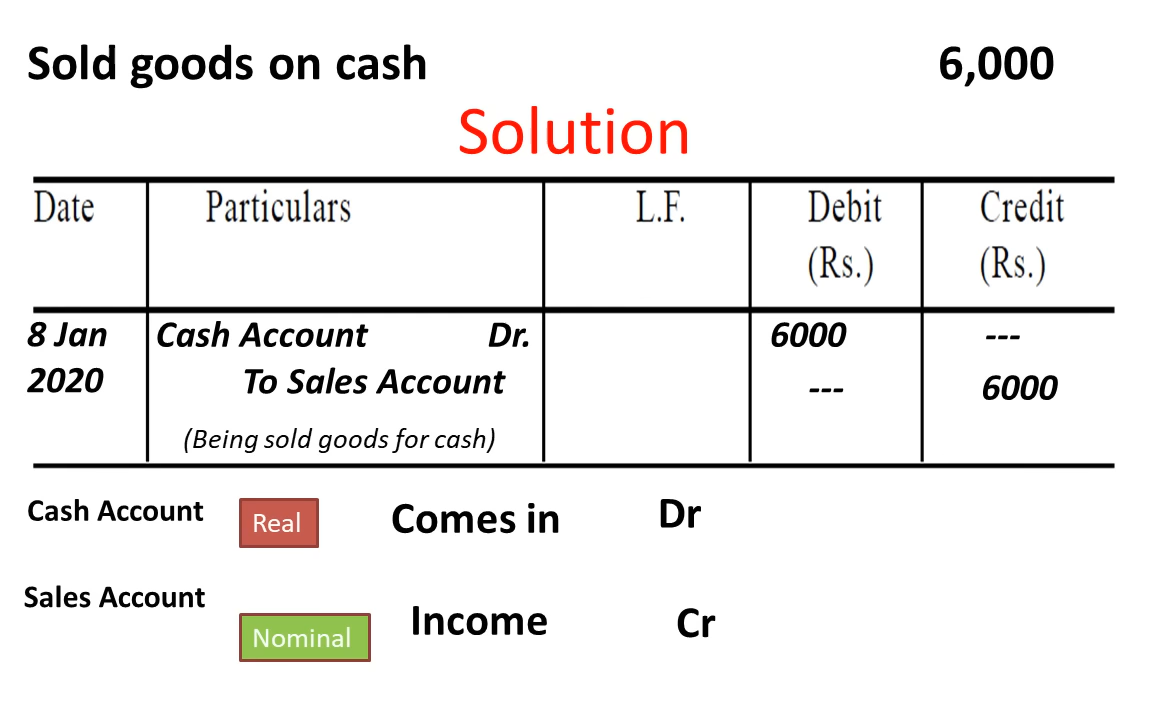 Sold goods on cash 6,000
Solution
Date Particulars L.F. Debit Credit
(Rs.) (Rs.)
8 Jan Cash Account Dr. 6000 ---
2020 To Sales Account --- 6000
(Being sold goods for cash)
Cash Account Real Comes in Dr
Sales Account
Nominal Income Cr